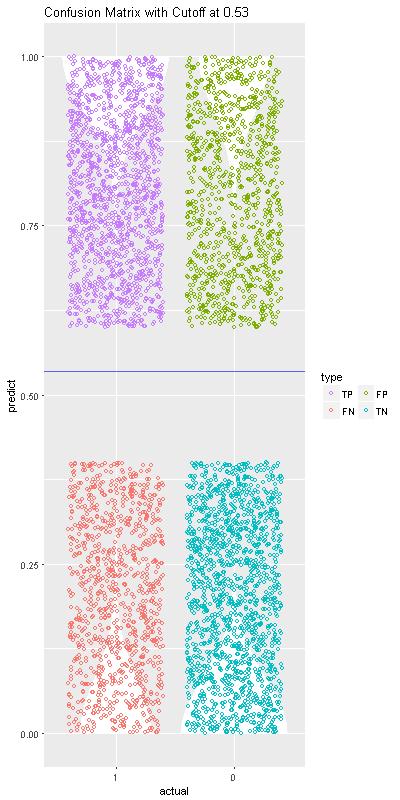 Confusion Matrix with Cutoff at 0.53
1.00
0.75
0.50
0.25
0.00
predict
1 0
actual
type
TP FP
FN TN